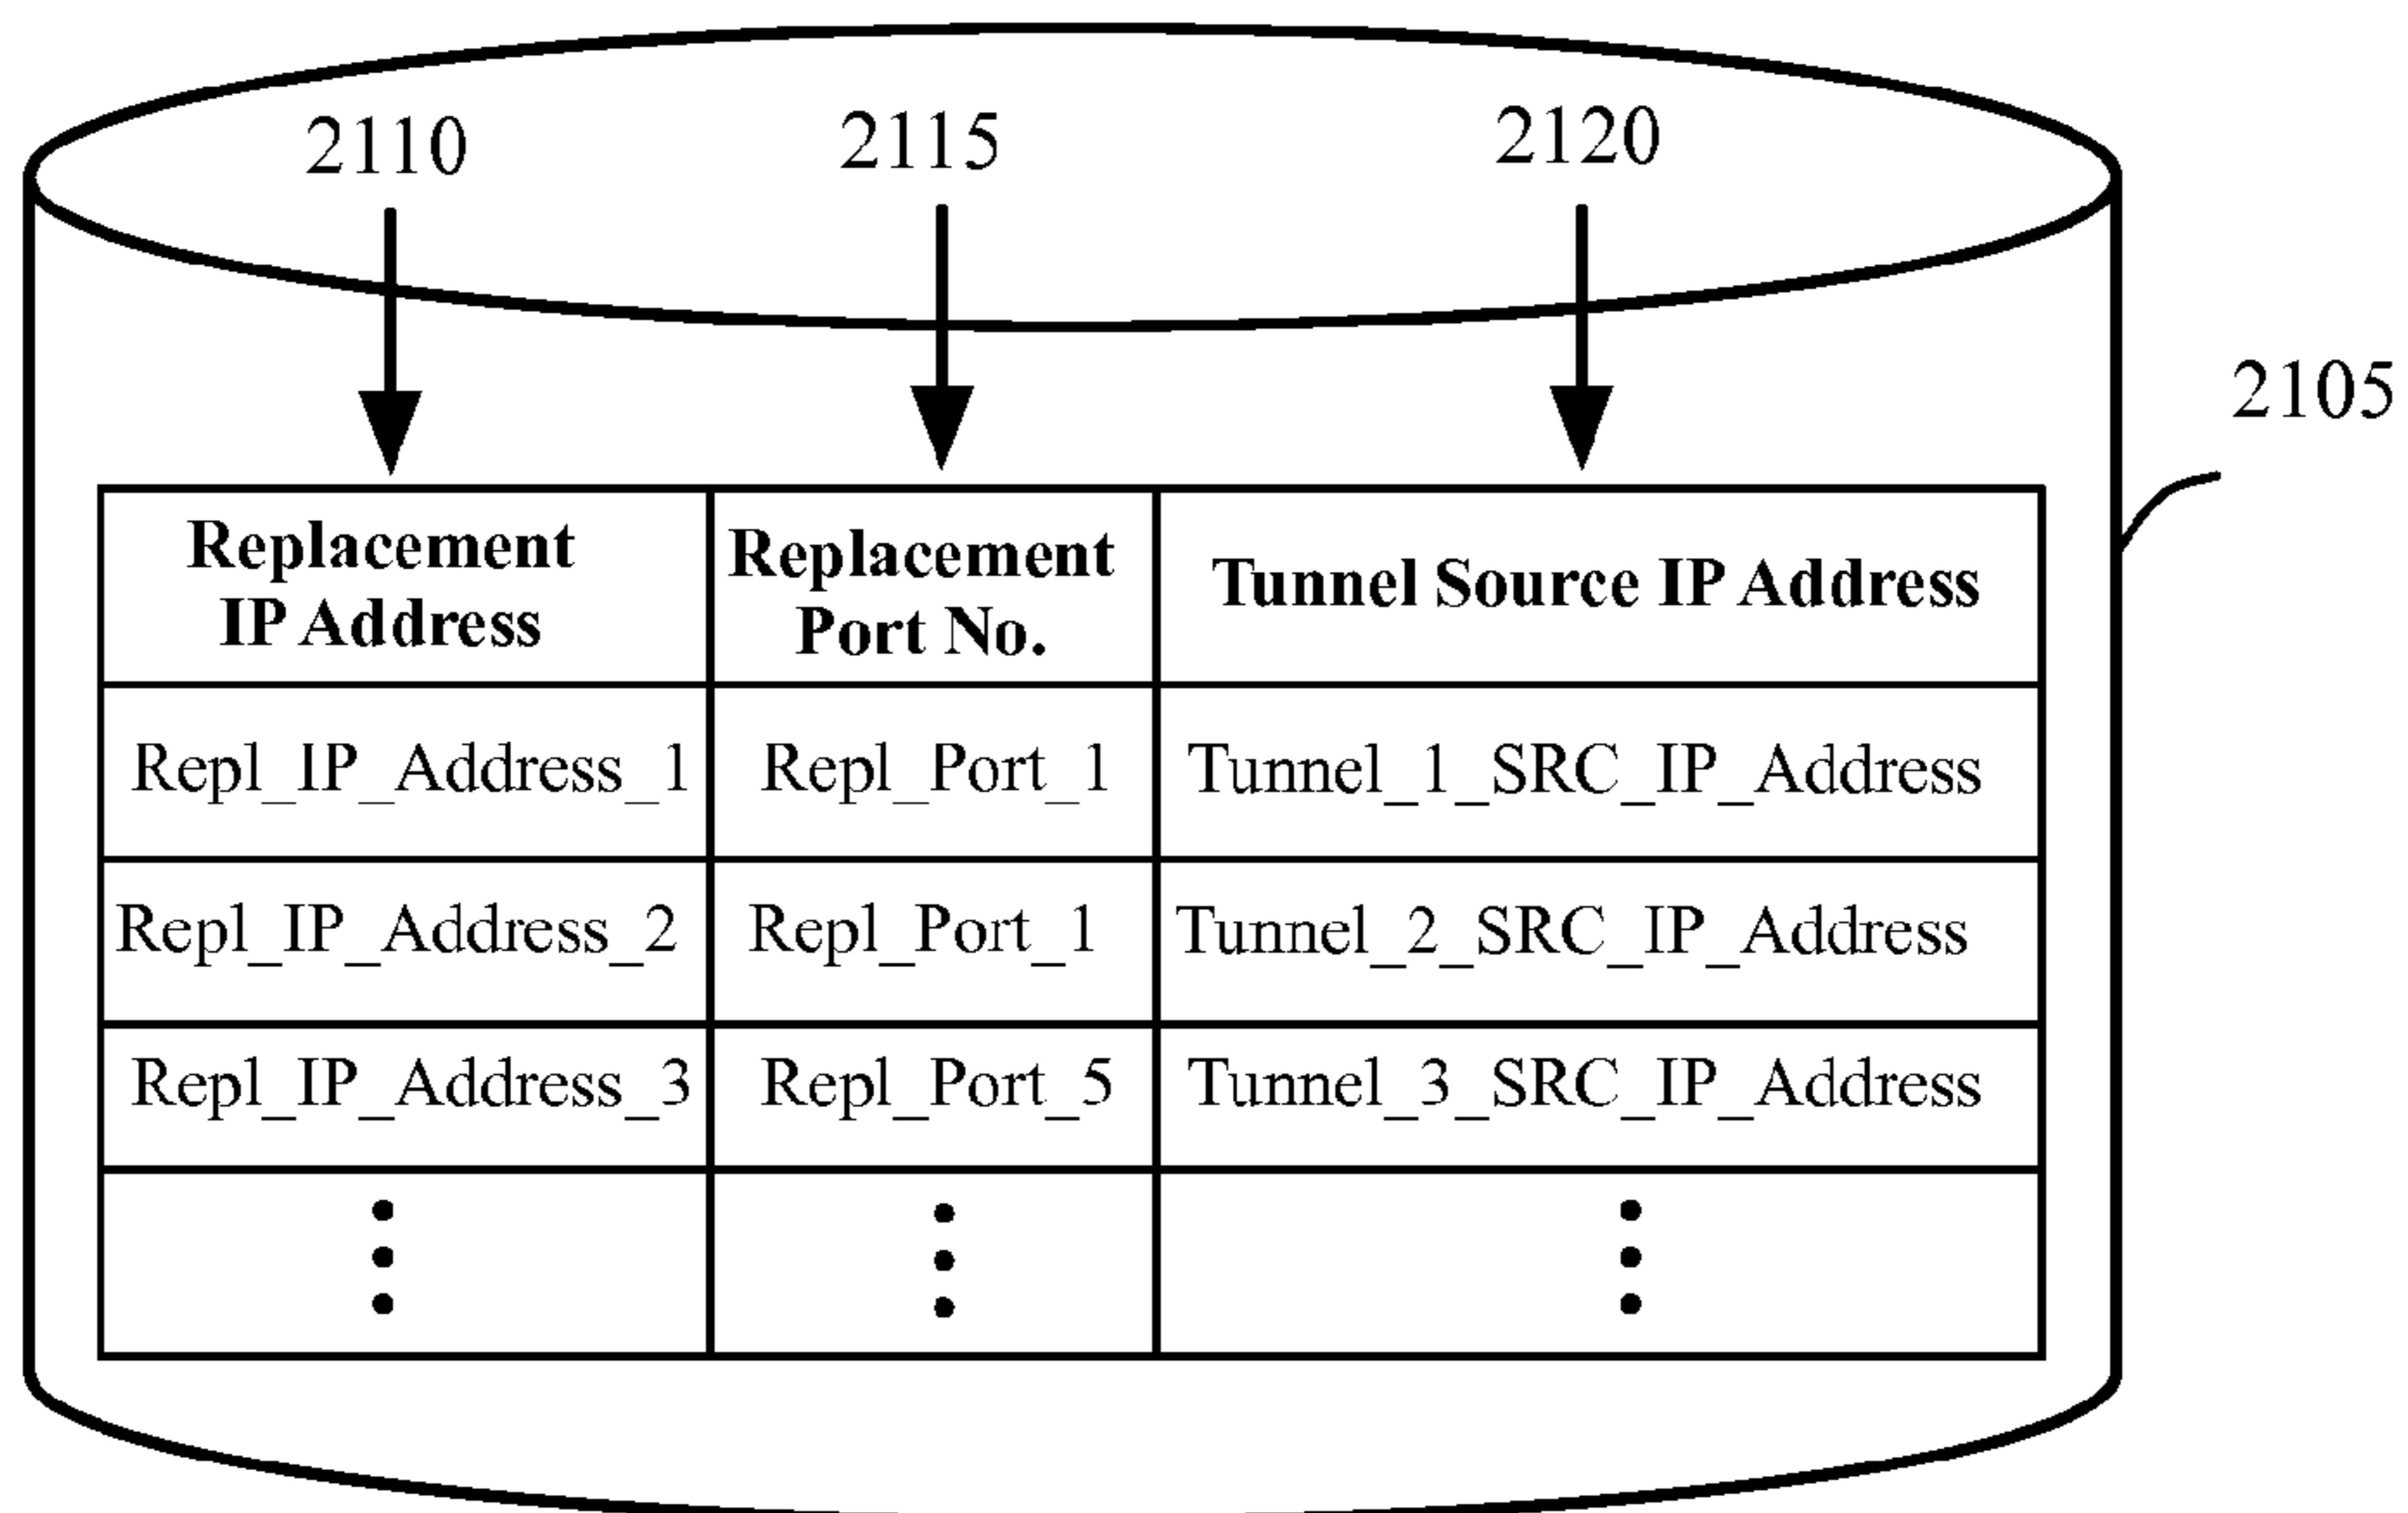 2110 2115 2120
2105
Replacement IP Address
Replacement Port No.
Tunnel Source IP Address
Repl_IP_Address_1 Repl_Port_1 Tunnel_1_SRC_IP_Address
Repl_IP_Address_2 Repl_Port_1 Tunnel_2_SRC_IP_Address
Repl_IP_Address_3 Repl_Port_5 Tunnel_3_SRC_IP_Address